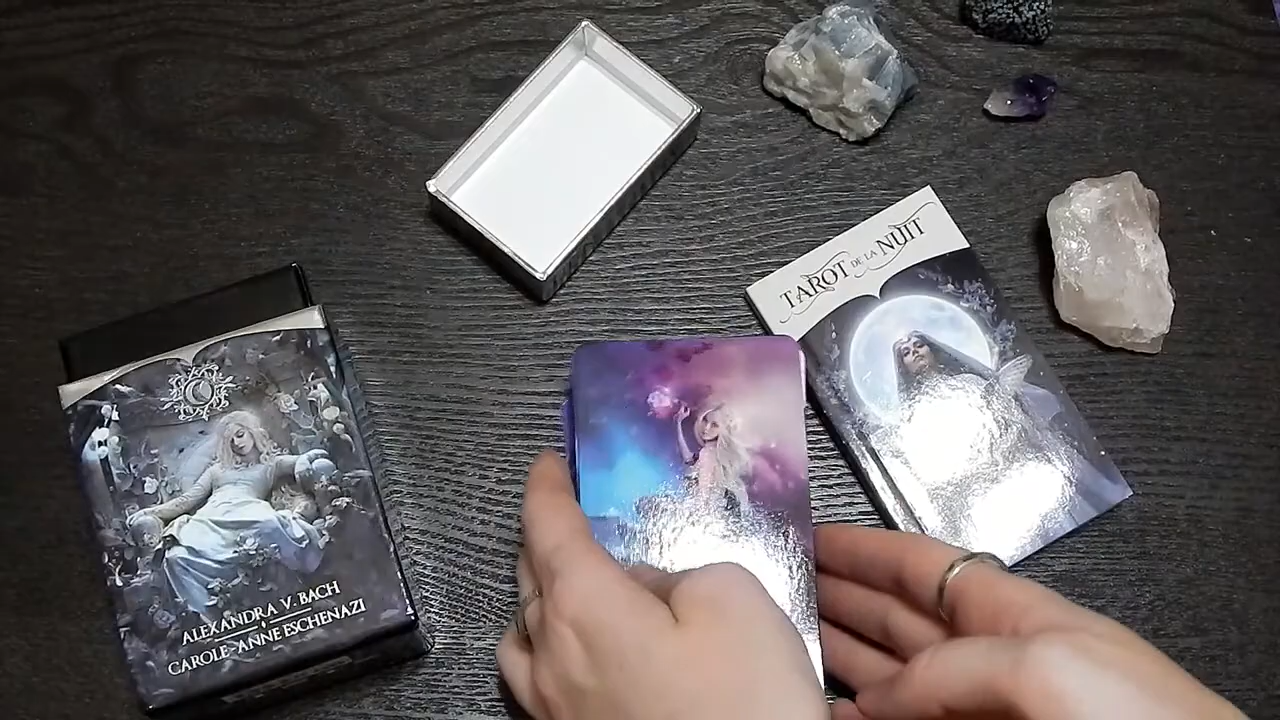 TAROT DE LA NUIT
ALEXANDRA V. BACH
CAROLE-ANNE ESCHENAZI